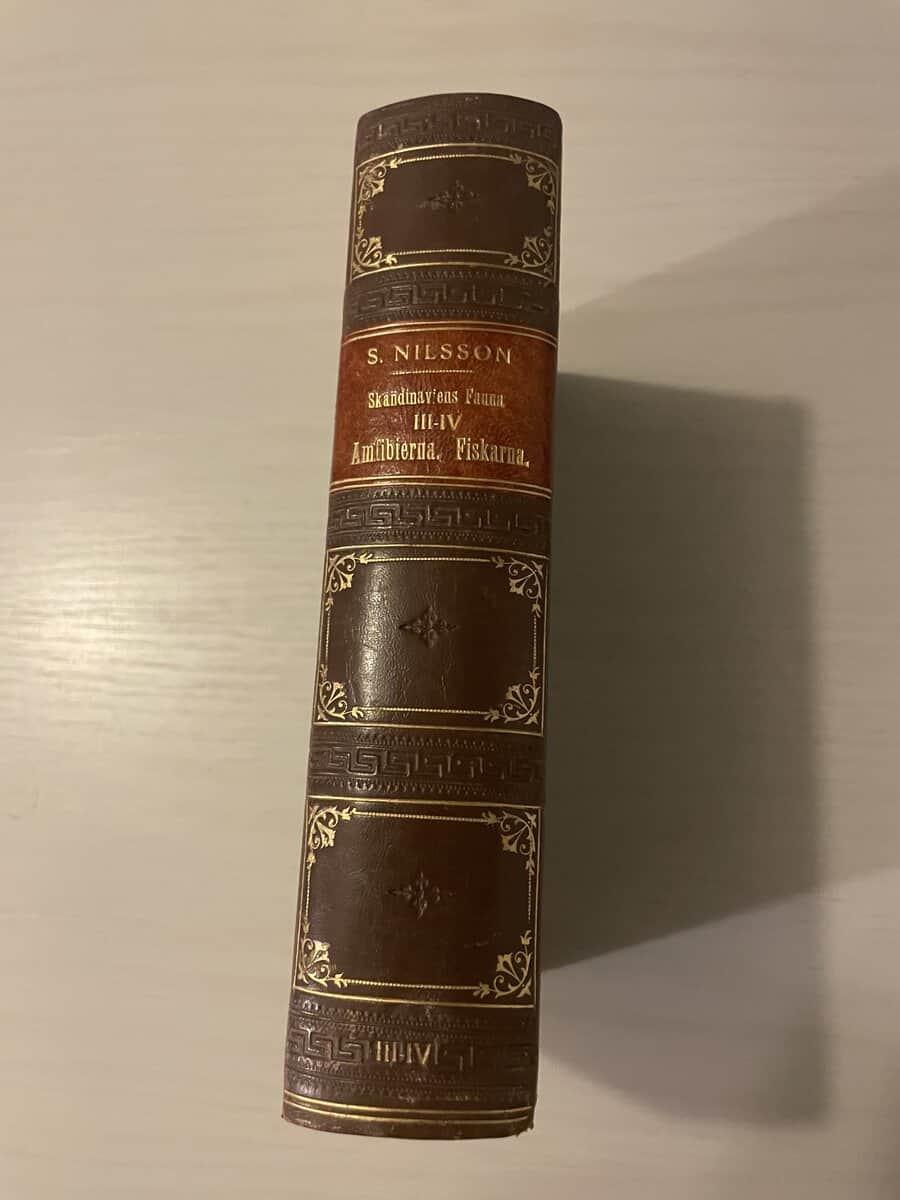 S. NILSSON
Skandinaviens Fauna
III-IV
Amfibierna. Fiskarna.
III-IV